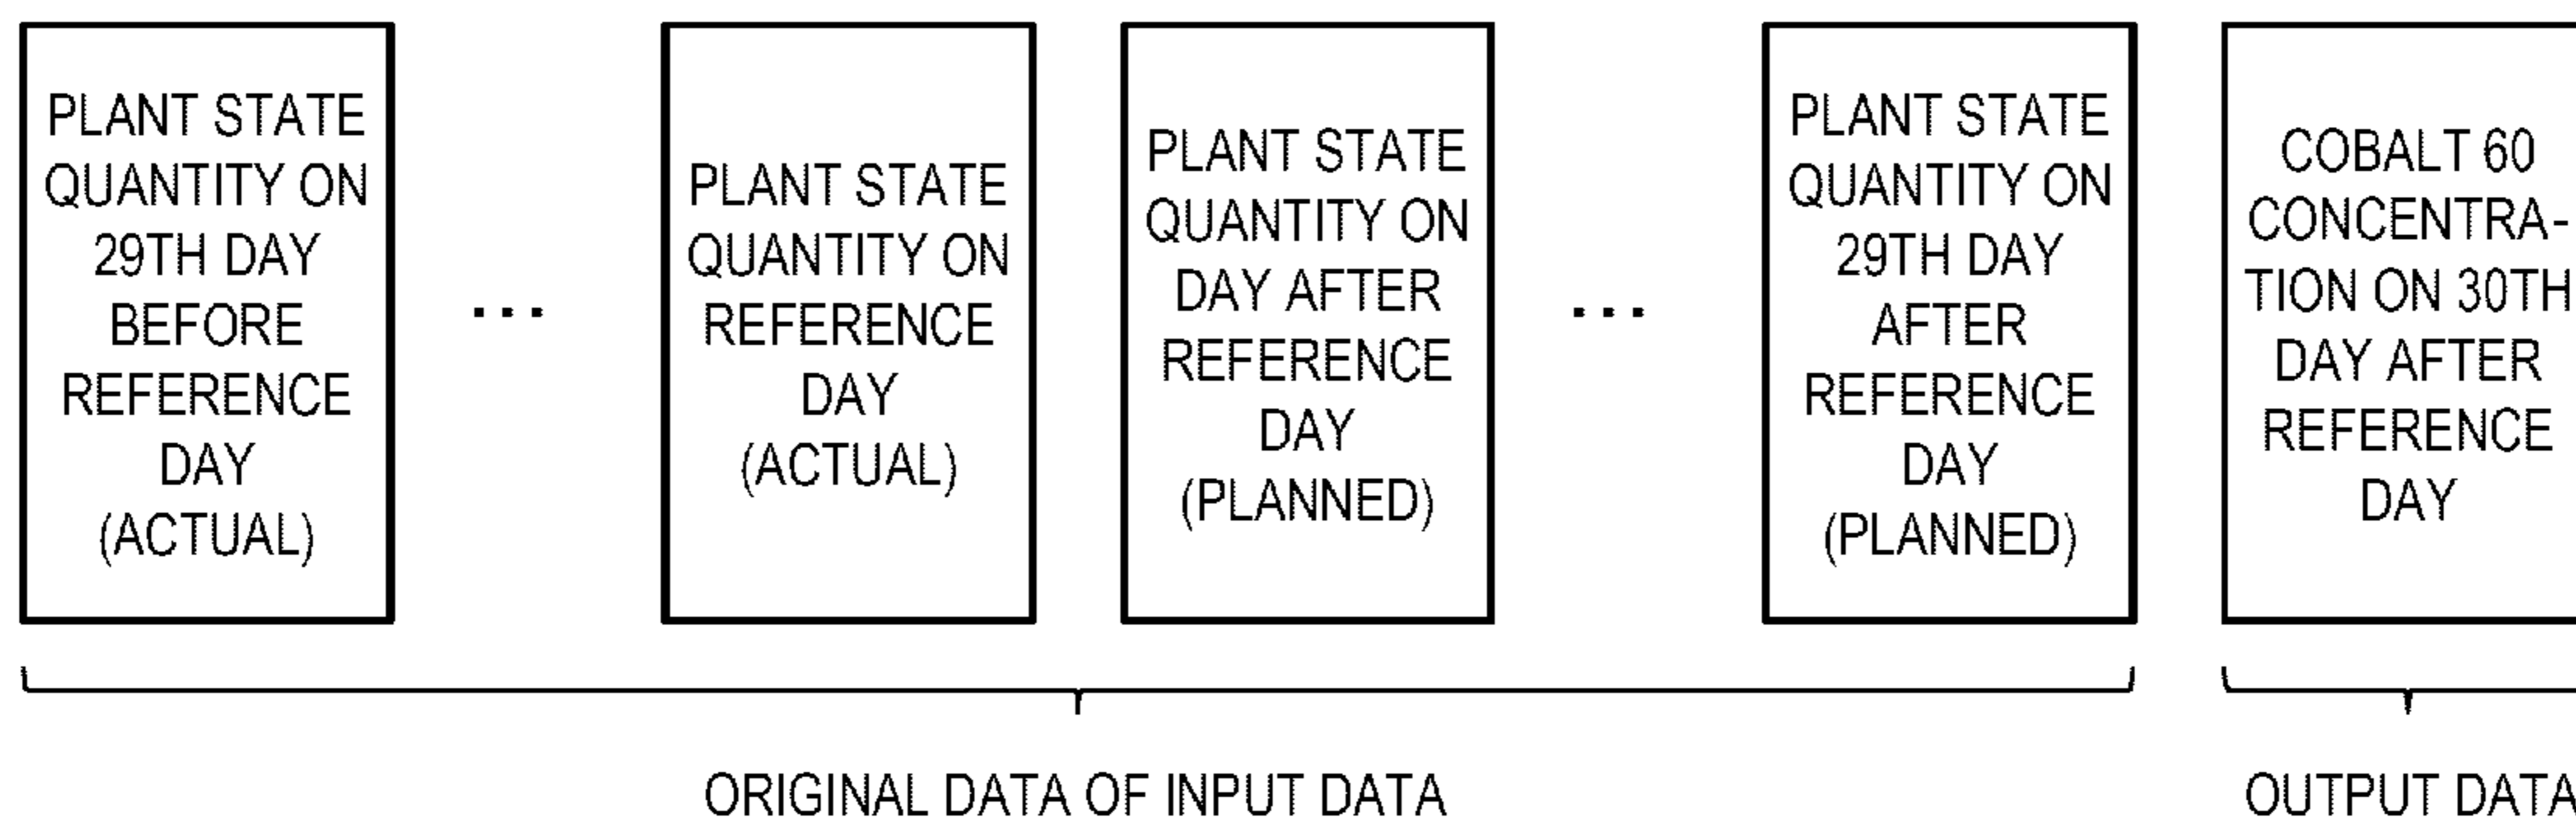 PLANT STATE
QUANTITY ON
29TH DAY
BEFORE
REFERENCE
DAY
(ACTUAL)
...
PLANT STATE
QUANTITY ON
REFERENCE
DAY
(ACTUAL)
PLANT STATE
QUANTITY ON
DAY AFTER
REFERENCE
DAY
(PLANNED)
...
PLANT STATE
QUANTITY ON
29TH DAY
AFTER
REFERENCE
DAY
(PLANNED)
COBALT 60
CONCENTRA-
TION ON 30TH
DAY AFTER
REFERENCE
DAY
ORIGINAL DATA OF INPUT DATA
OUTPUT DATA